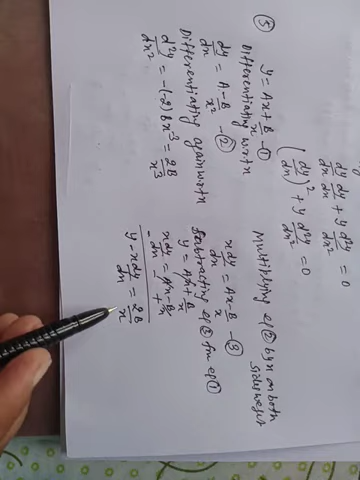 dy/dx dy/dx + y d²y/dx² = 0
(dy/dx)² + y d²y/dx² = 0
⑤ y = Ax + B/x - ①
Differentiating w.r.t x
dy/dx = A - B/x² - ②
Differentiating again w.r.t x
d²y/dx² = -(-2)Bx⁻³ = 2B/x³
Multiplying eq ② by x on both
sides we get
x dy/dx = Ax - B/x - ③
Subtracting eq ③ from eq ①
y = Ax + B/x
x dy/dx = Ax - B/x
- - +
y - x dy/dx = 2B/x